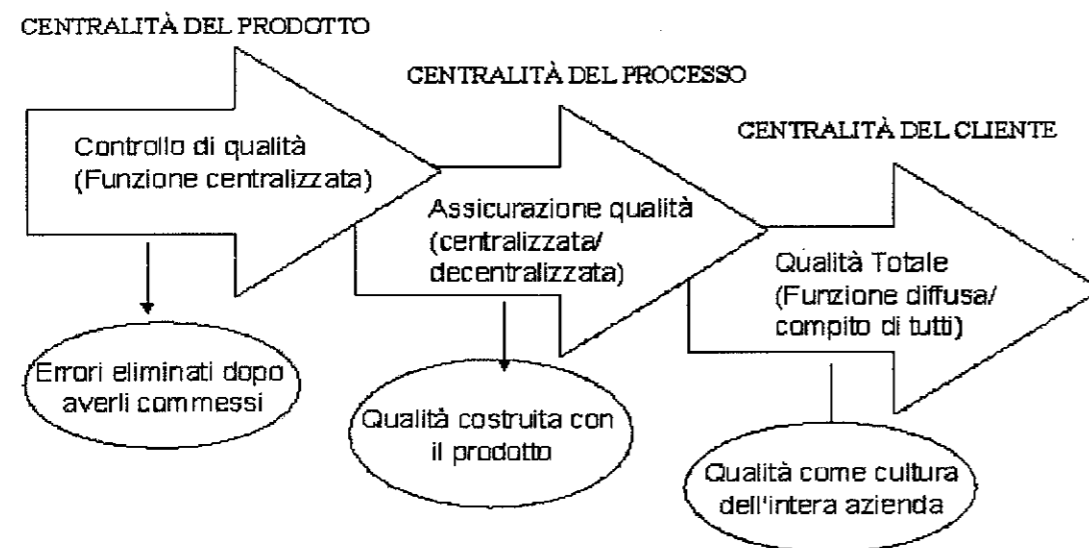 CENTRALITÀ DEL PRODOTTO
Controllo di qualità
(Funzione centralizzata)
Errori eliminati dopo
averli commessi
CENTRALITÀ DEL PROCESSO
Assicurazione qualità
(centralizzata/
decentralizzata)
Qualità costruita con
il prodotto
CENTRALITÀ DEL CLIENTE
Qualità Totale
(Funzione diffusa/
compito di tutti)
Qualità come cultura
dell'intera azienda